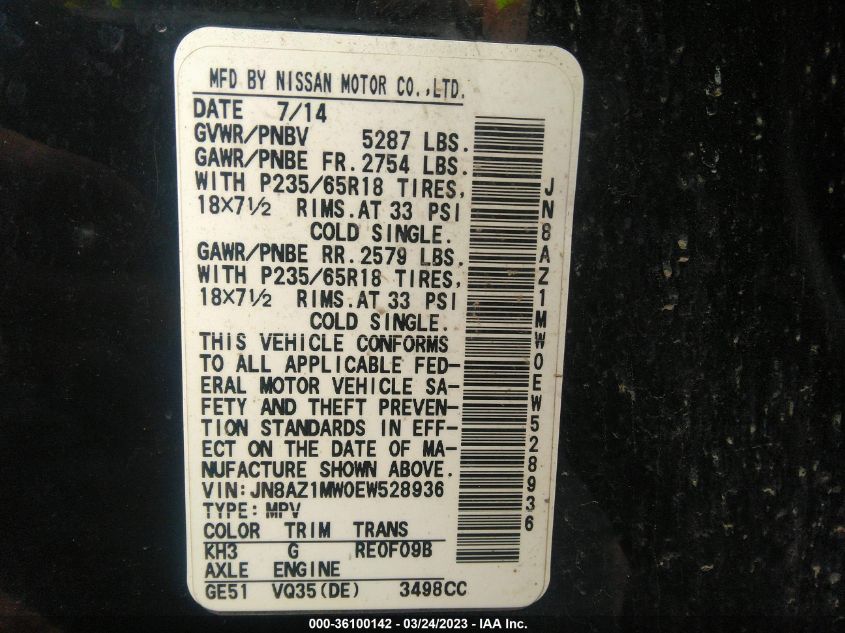 MFD BY NISSAN MOTOR CO.,LTD.
DATE 7/14
GVWR/PNBV 5287 LBS.
GAWR/PNBE FR.2754 LBS.
WITH P235/65R18 TIRES,
18×7½ RIMS.AT 33 PSI
COLD SINGLE.
GAWR/PNBE RR.2579 LBS.
WITH P235/65R18 TIRES,
18×7½ RIMS.AT 33 PSI
COLD SINGLE.
THIS VEHICLE CONFORMS
TO ALL APPLICABLE FED-
ERAL MOTOR VEHICLE SA-
FETY AND THEFT PREVEN-
TION STANDARDS IN EFF-
ECT ON THE DATE OF MA-
NUFACTURE SHOWN ABOVE.
VIN:JN8AZ1MW0EW528936
TYPE:MPV
COLOR TRIM TRANS
KH3 G RE0F09B
AXLE ENGINE
GE51 VQ35(DE) 3498CC
JN8AZ1MW0EW528936
000-36100142 - 03/24/2023 - IAA Inc.